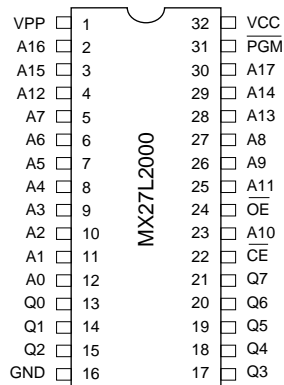 VPP 1 32 VCC
A16 2 31 P̅G̅M̅
A15 3 30 A17
A12 4 29 A14
A7 5 28 A13
A6 6 27 A8
A5 7 26 A9
A4 8 25 A11
A3 9 24 O̅E̅
A2 10 23 A10
A1 11 22 C̅E̅
A0 12 21 Q7
Q0 13 20 Q6
Q1 14 19 Q5
Q2 15 18 Q4
GND 16 17 Q3
MX27L2000